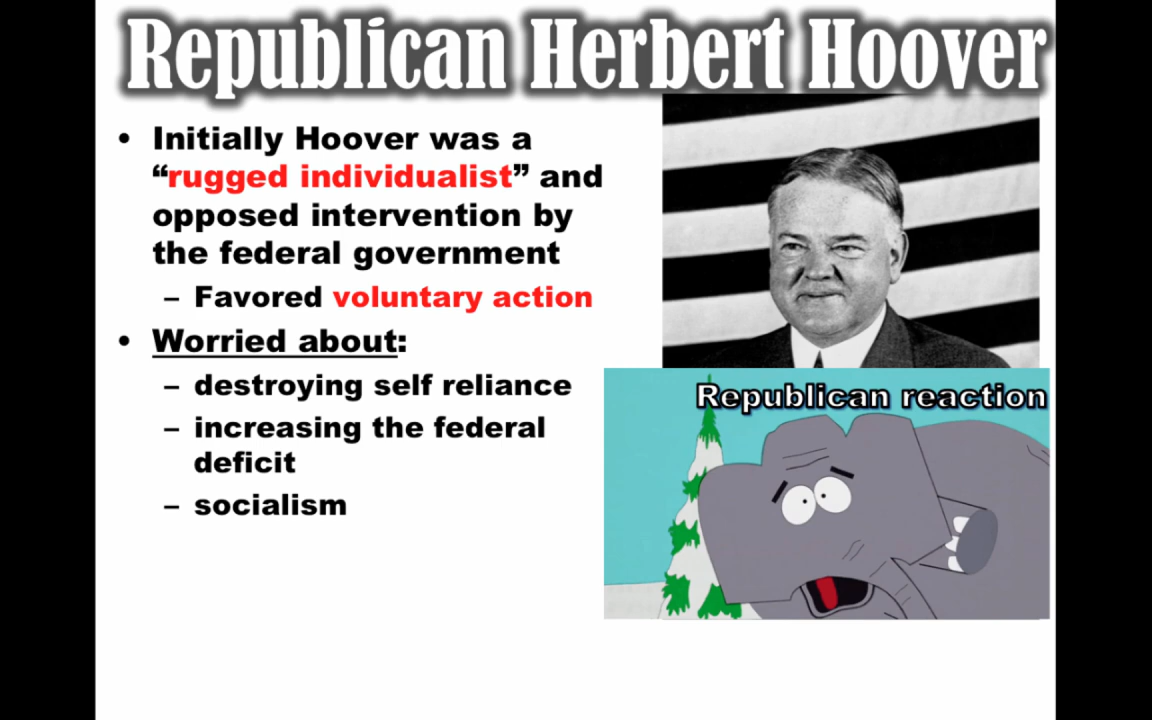 Republican Herbert Hoover
• Initially Hoover was a
“rugged individualist” and
opposed intervention by
the federal government
– Favored voluntary action
• Worried about:
– destroying self reliance
– increasing the federal
deficit
– socialism
Republican reaction